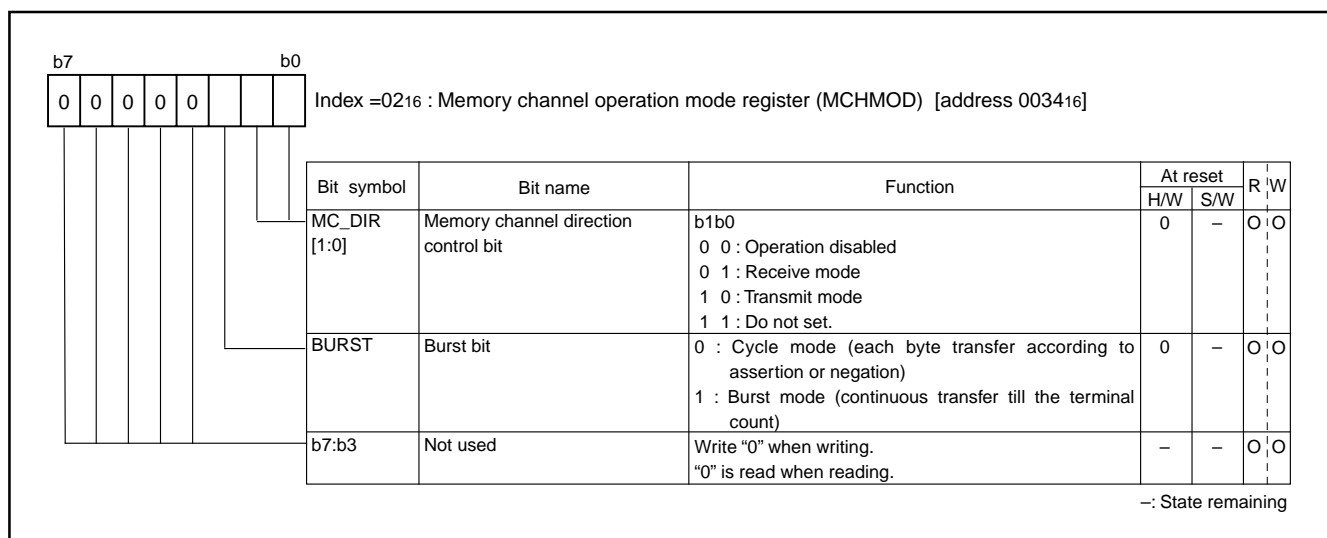 b7 b0
0 0 0 0 0
Index =0216 : Memory channel operation mode register (MCHMOD) [address 003416]
Bit symbol Bit name Function At reset R W
H/W S/W
MC_DIR Memory channel direction b1b0 0 – O O
[1:0] control bit 0 0 : Operation disabled
0 1 : Receive mode
1 0 : Transmit mode
1 1 : Do not set.
BURST Burst bit 0 : Cycle mode (each byte transfer according to 0 – O O
assertion or negation)
1 : Burst mode (continuous transfer till the terminal
count)
b7:b3 Not used Write “0” when writing. – – O O
“0” is read when reading.
–: State remaining